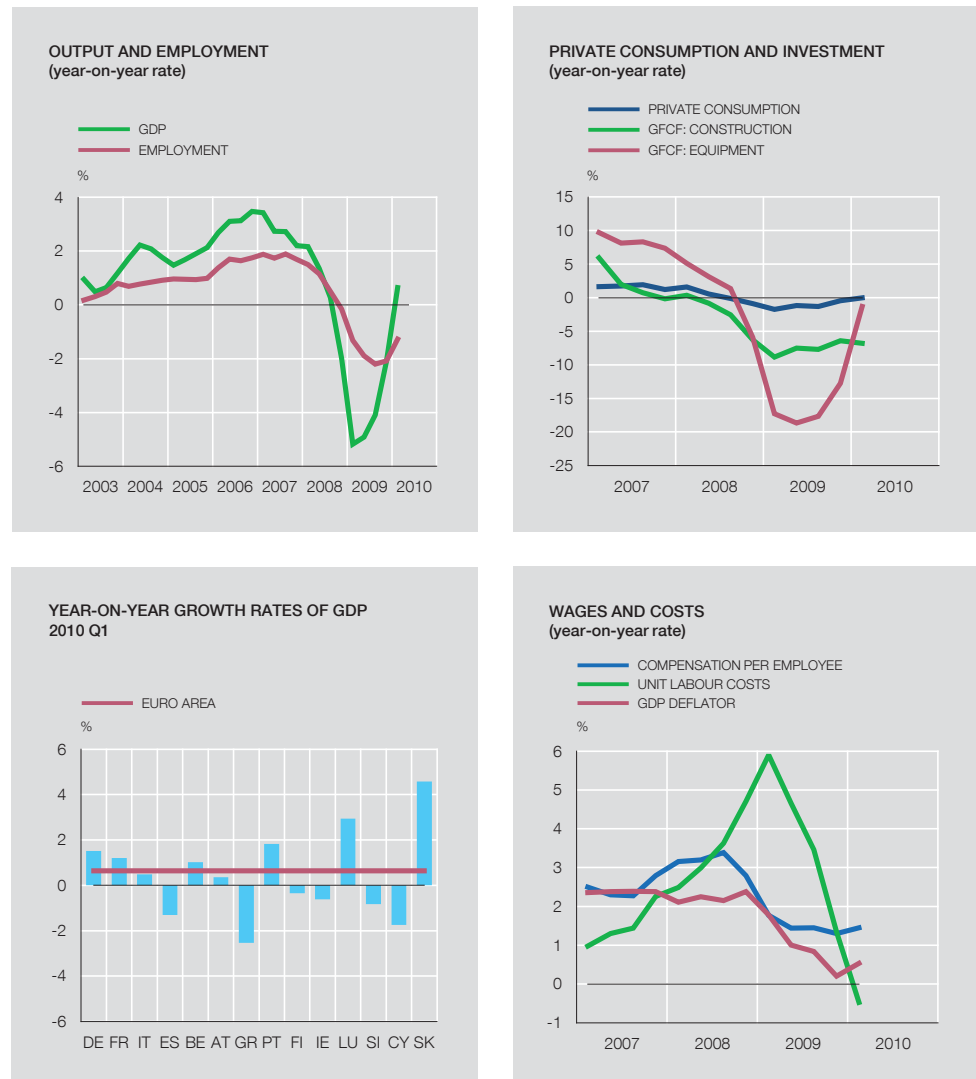 OUTPUT AND EMPLOYMENT
(year-on-year rate)
GDP
EMPLOYMENT
%
4
2
0
-2
-4
-6
2003 2004 2005 2006 2007 2008 2009 2010
PRIVATE CONSUMPTION AND INVESTMENT
(year-on-year rate)
PRIVATE CONSUMPTION
GFCF: CONSTRUCTION
GFCF: EQUIPMENT
%
15
10
5
0
-5
-10
-15
-20
-25
2007 2008 2009 2010
YEAR-ON-YEAR GROWTH RATES OF GDP
2010 Q1
EURO AREA
%
6
4
2
0
-2
-4
-6
DE FR IT ES BE AT GR PT FI IE LU SI CY SK
WAGES AND COSTS
(year-on-year rate)
COMPENSATION PER EMPLOYEE
UNIT LABOUR COSTS
GDP DEFLATOR
%
6
5
4
3
2
1
0
-1
2007 2008 2009 2010